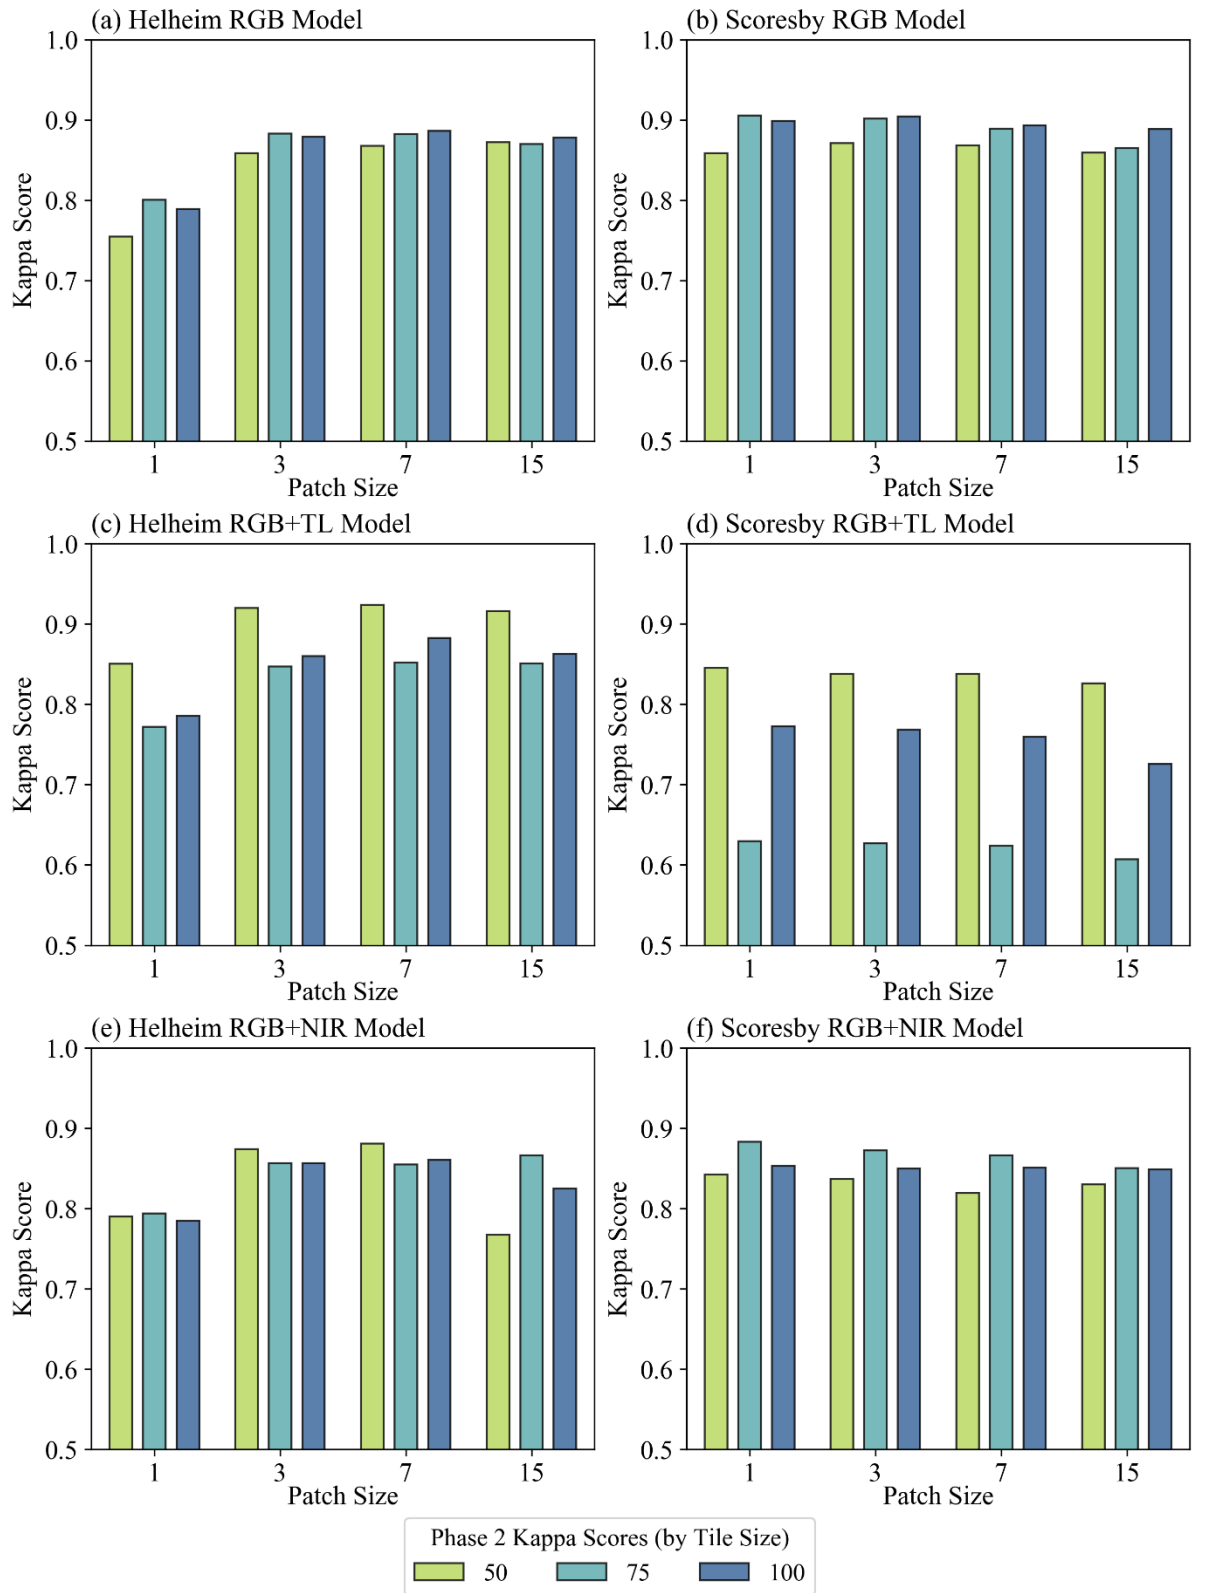 (a) Helheim RGB Model
1.0
0.9
0.8
0.7
0.6
0.5
Kappa Score
1 3 7 15
Patch Size
(b) Scoresby RGB Model
1.0
0.9
0.8
0.7
0.6
0.5
Kappa Score
1 3 7 15
Patch Size
(c) Helheim RGB+TL Model
1.0
0.9
0.8
0.7
0.6
0.5
Kappa Score
1 3 7 15
Patch Size
(d) Scoresby RGB+TL Model
1.0
0.9
0.8
0.7
0.6
0.5
Kappa Score
1 3 7 15
Patch Size
(e) Helheim RGB+NIR Model
1.0
0.9
0.8
0.7
0.6
0.5
Kappa Score
1 3 7 15
Patch Size
(f) Scoresby RGB+NIR Model
1.0
0.9
0.8
0.7
0.6
0.5
Kappa Score
1 3 7 15
Patch Size
Phase 2 Kappa Scores (by Tile Size)
50 75 100